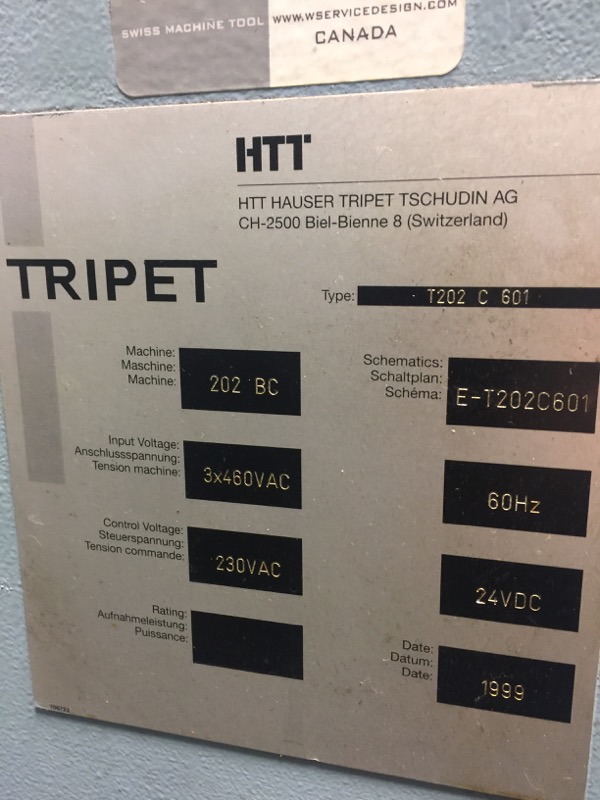 SWISS MACHINE TOOL
WWW.WSERVICEDESIGN.COM
CANADA
HTT
HTT HAUSER TRIPET TSCHUDIN AG
CH-2500 Biel-Bienne 8 (Switzerland)
TRIPET
Type: T202 C 601
Machine:
Maschine:
Machine:
202 BC
Schematics:
Schaltplan:
Schéma:
E-T202C601
Input Voltage:
Anschlussspannung:
Tension machine:
3x460VAC
60Hz
Control Voltage:
Steuerspannung:
Tension commande:
230VAC
24VDC
Rating:
Aufnahmeleistung:
Puissance:
Date:
Datum:
Date:
1999